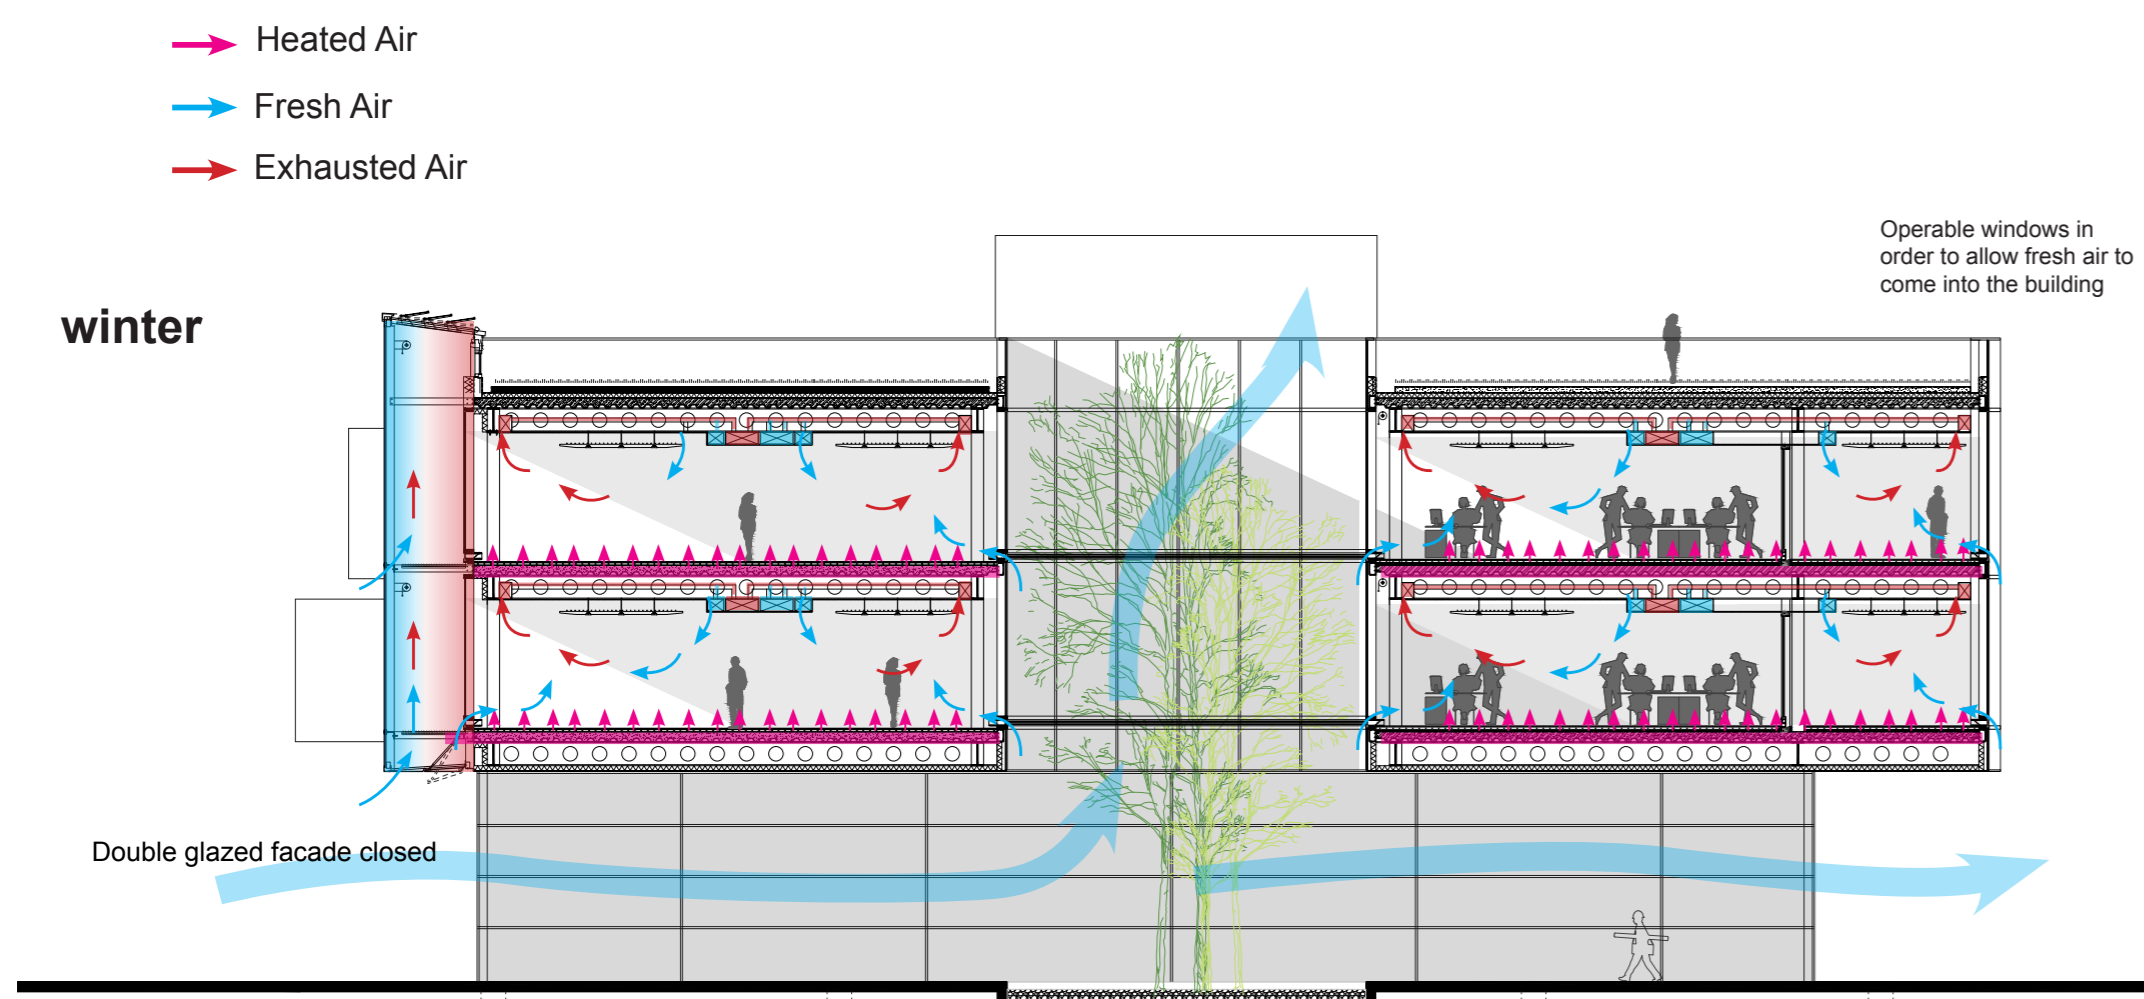 Heated Air
Fresh Air
Exhausted Air
Operable windows in
order to allow fresh air to
come into the building
winter
Double glazed facade closed